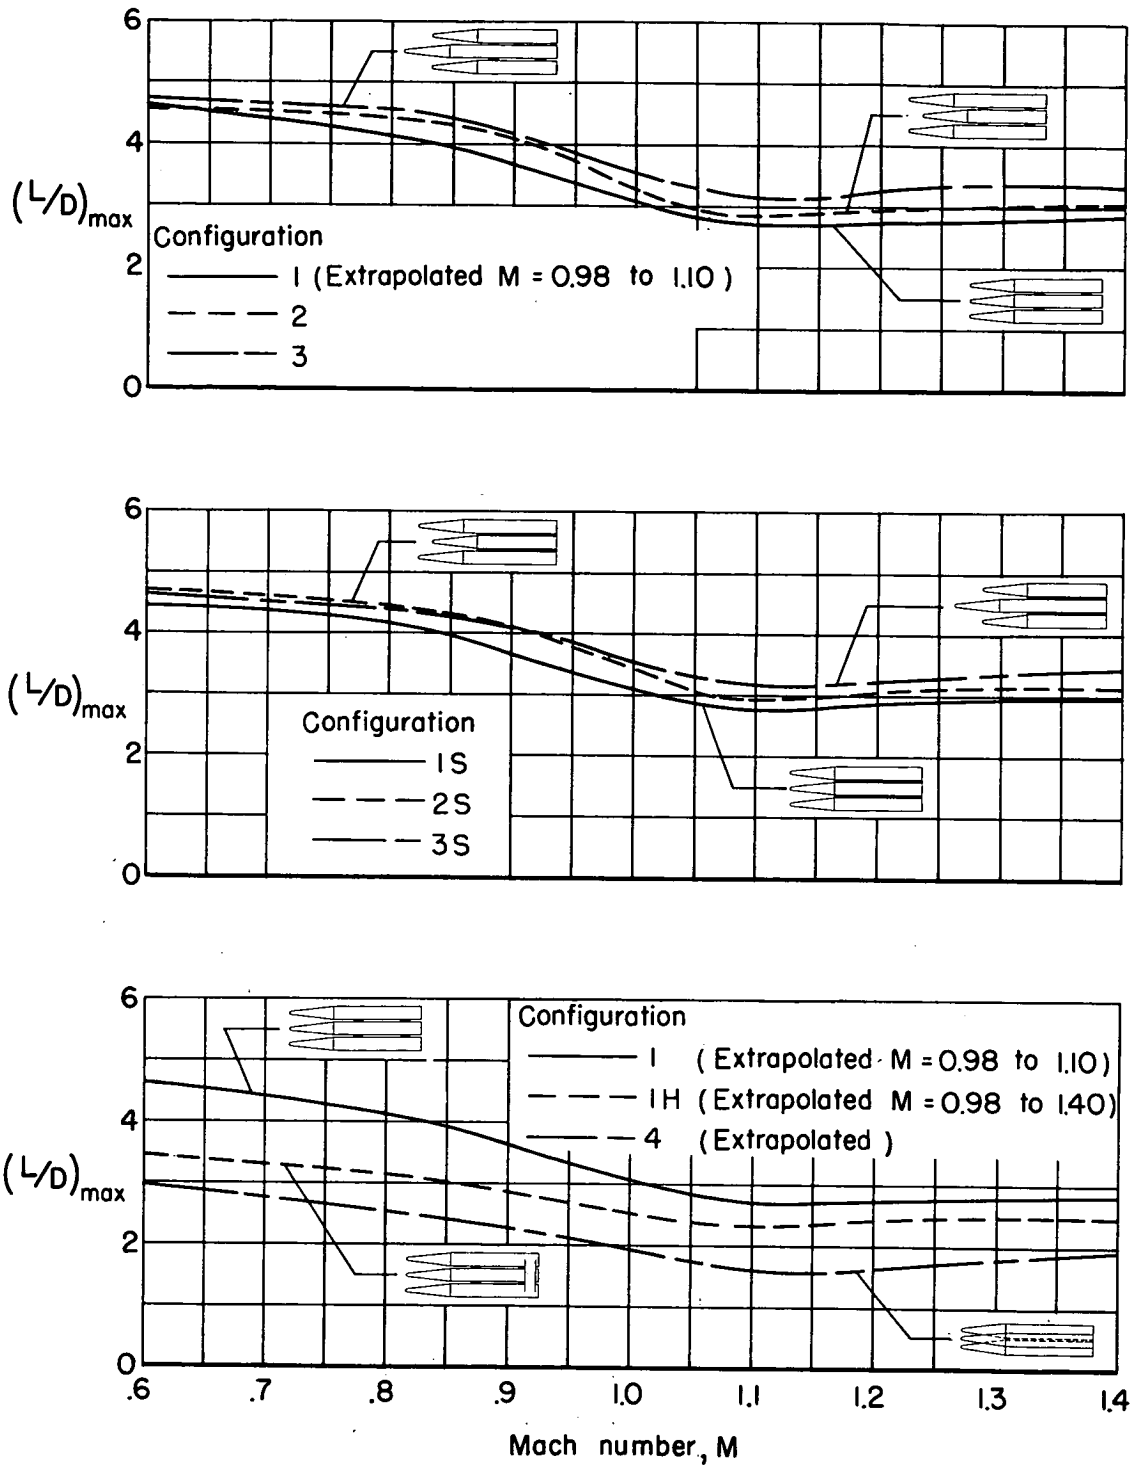 6
4
(L/D)max
Configuration
2
1 (Extrapolated M = 0.98 to 1.10)
2
3
0
6
4
(L/D)max
Configuration
2
1S
2S
3S
0
6
Configuration
1 (Extrapolated M = 0.98 to 1.10)
1H (Extrapolated M = 0.98 to 1.40)
4
4 (Extrapolated)
(L/D)max
2
0
.6 .7 .8 .9 1.0 1.1 1.2 1.3 1.4
Mach number, M